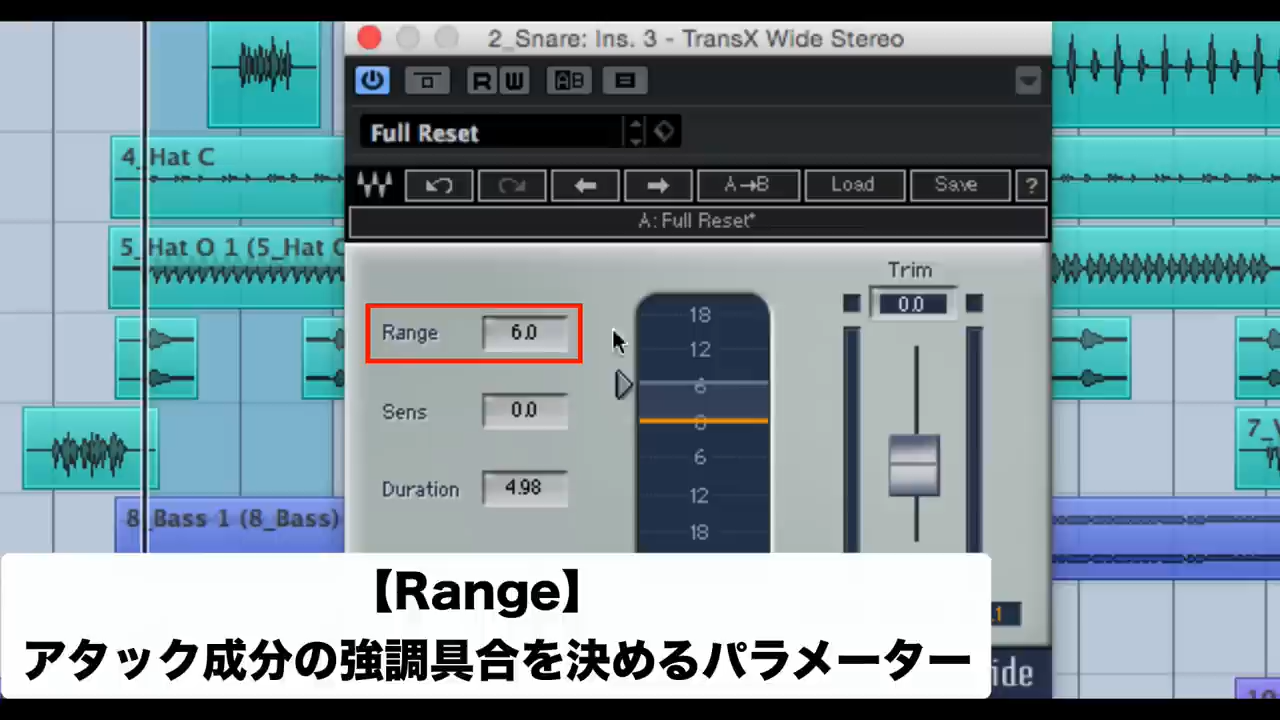 2_Snare: Ins. 3 - TransX Wide Stereo
R W AB
Full Reset
A→B Load Save ?
A: Full Reset*
4_Hat C
5_Hat O 1 (5_Hat O
8_Bass 1 (8_Bass)
Range 6.0
Sens 0.0
Duration 4.98
18
12
6
0
6
12
18
Trim
0.0
【Range】
アタック成分の強調具合を決めるパラメーター